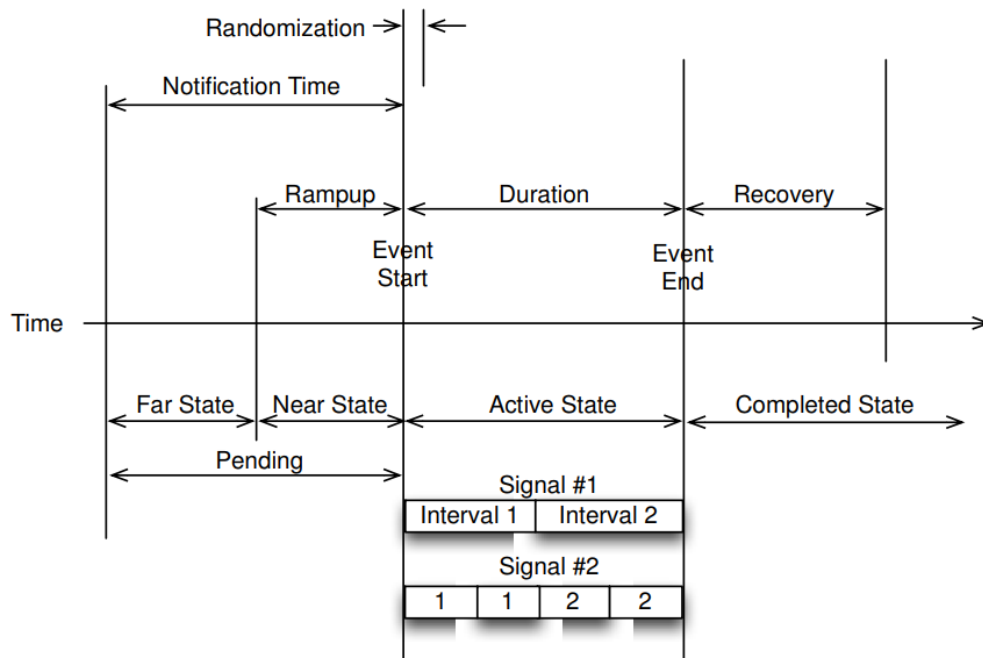 Randomization
Notification Time
Rampup
Duration
Recovery
Event
Start
Event
End
Time
Far State
Near State
Active State
Completed State
Pending
Signal #1
Interval 1
Interval 2
Signal #2
1
1
2
2